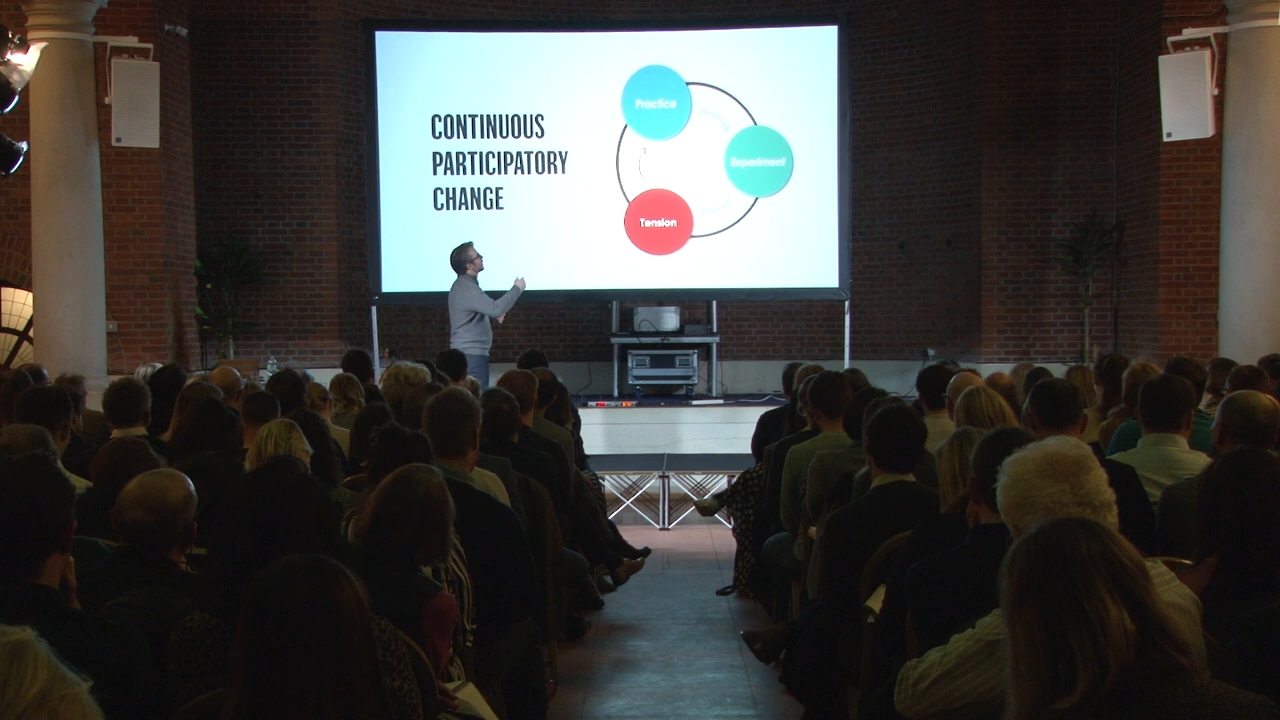 CONTINUOUS
PARTICIPATORY
CHANGE
Practice
Experiment
Tension